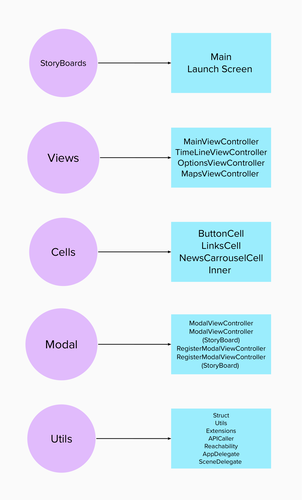 StoryBoards
Main
Launch Screen
Views
MainViewController
TimeLineViewController
OptionsViewController
MapsViewController
Cells
ButtonCell
LinksCell
NewsCarrouselCell
Inner
Modal
ModalViewController
ModalViewController
(StoryBoard)
RegisterModalViewController
RegisterModalViewController
(StoryBoard)
Utils
Struct
Utils
Extensions
APICaller
Reachability
AppDelegate
SceneDelegate